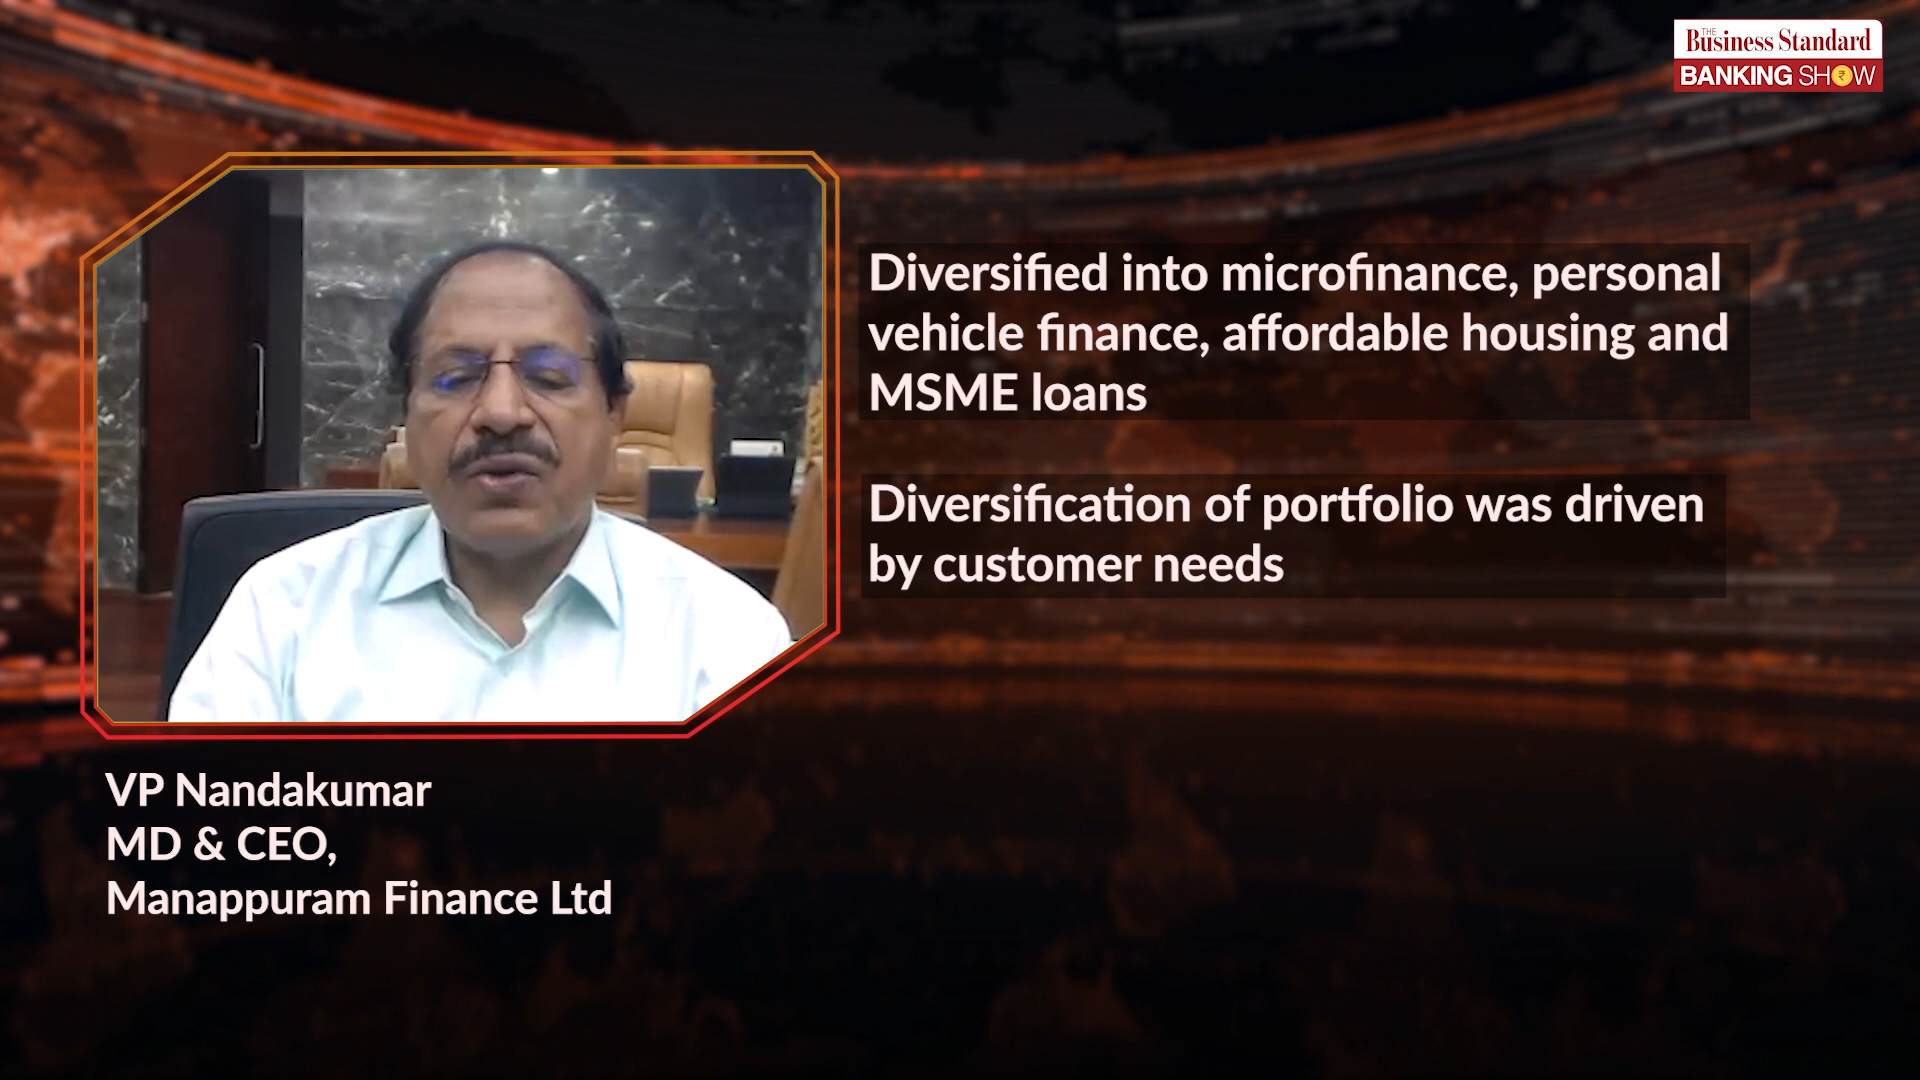 THE
Business Standard
BANKING SHOW
Diversified into microfinance, personal
vehicle finance, affordable housing and
MSME loans
Diversification of portfolio was driven
by customer needs
VP Nandakumar
MD & CEO,
Manappuram Finance Ltd